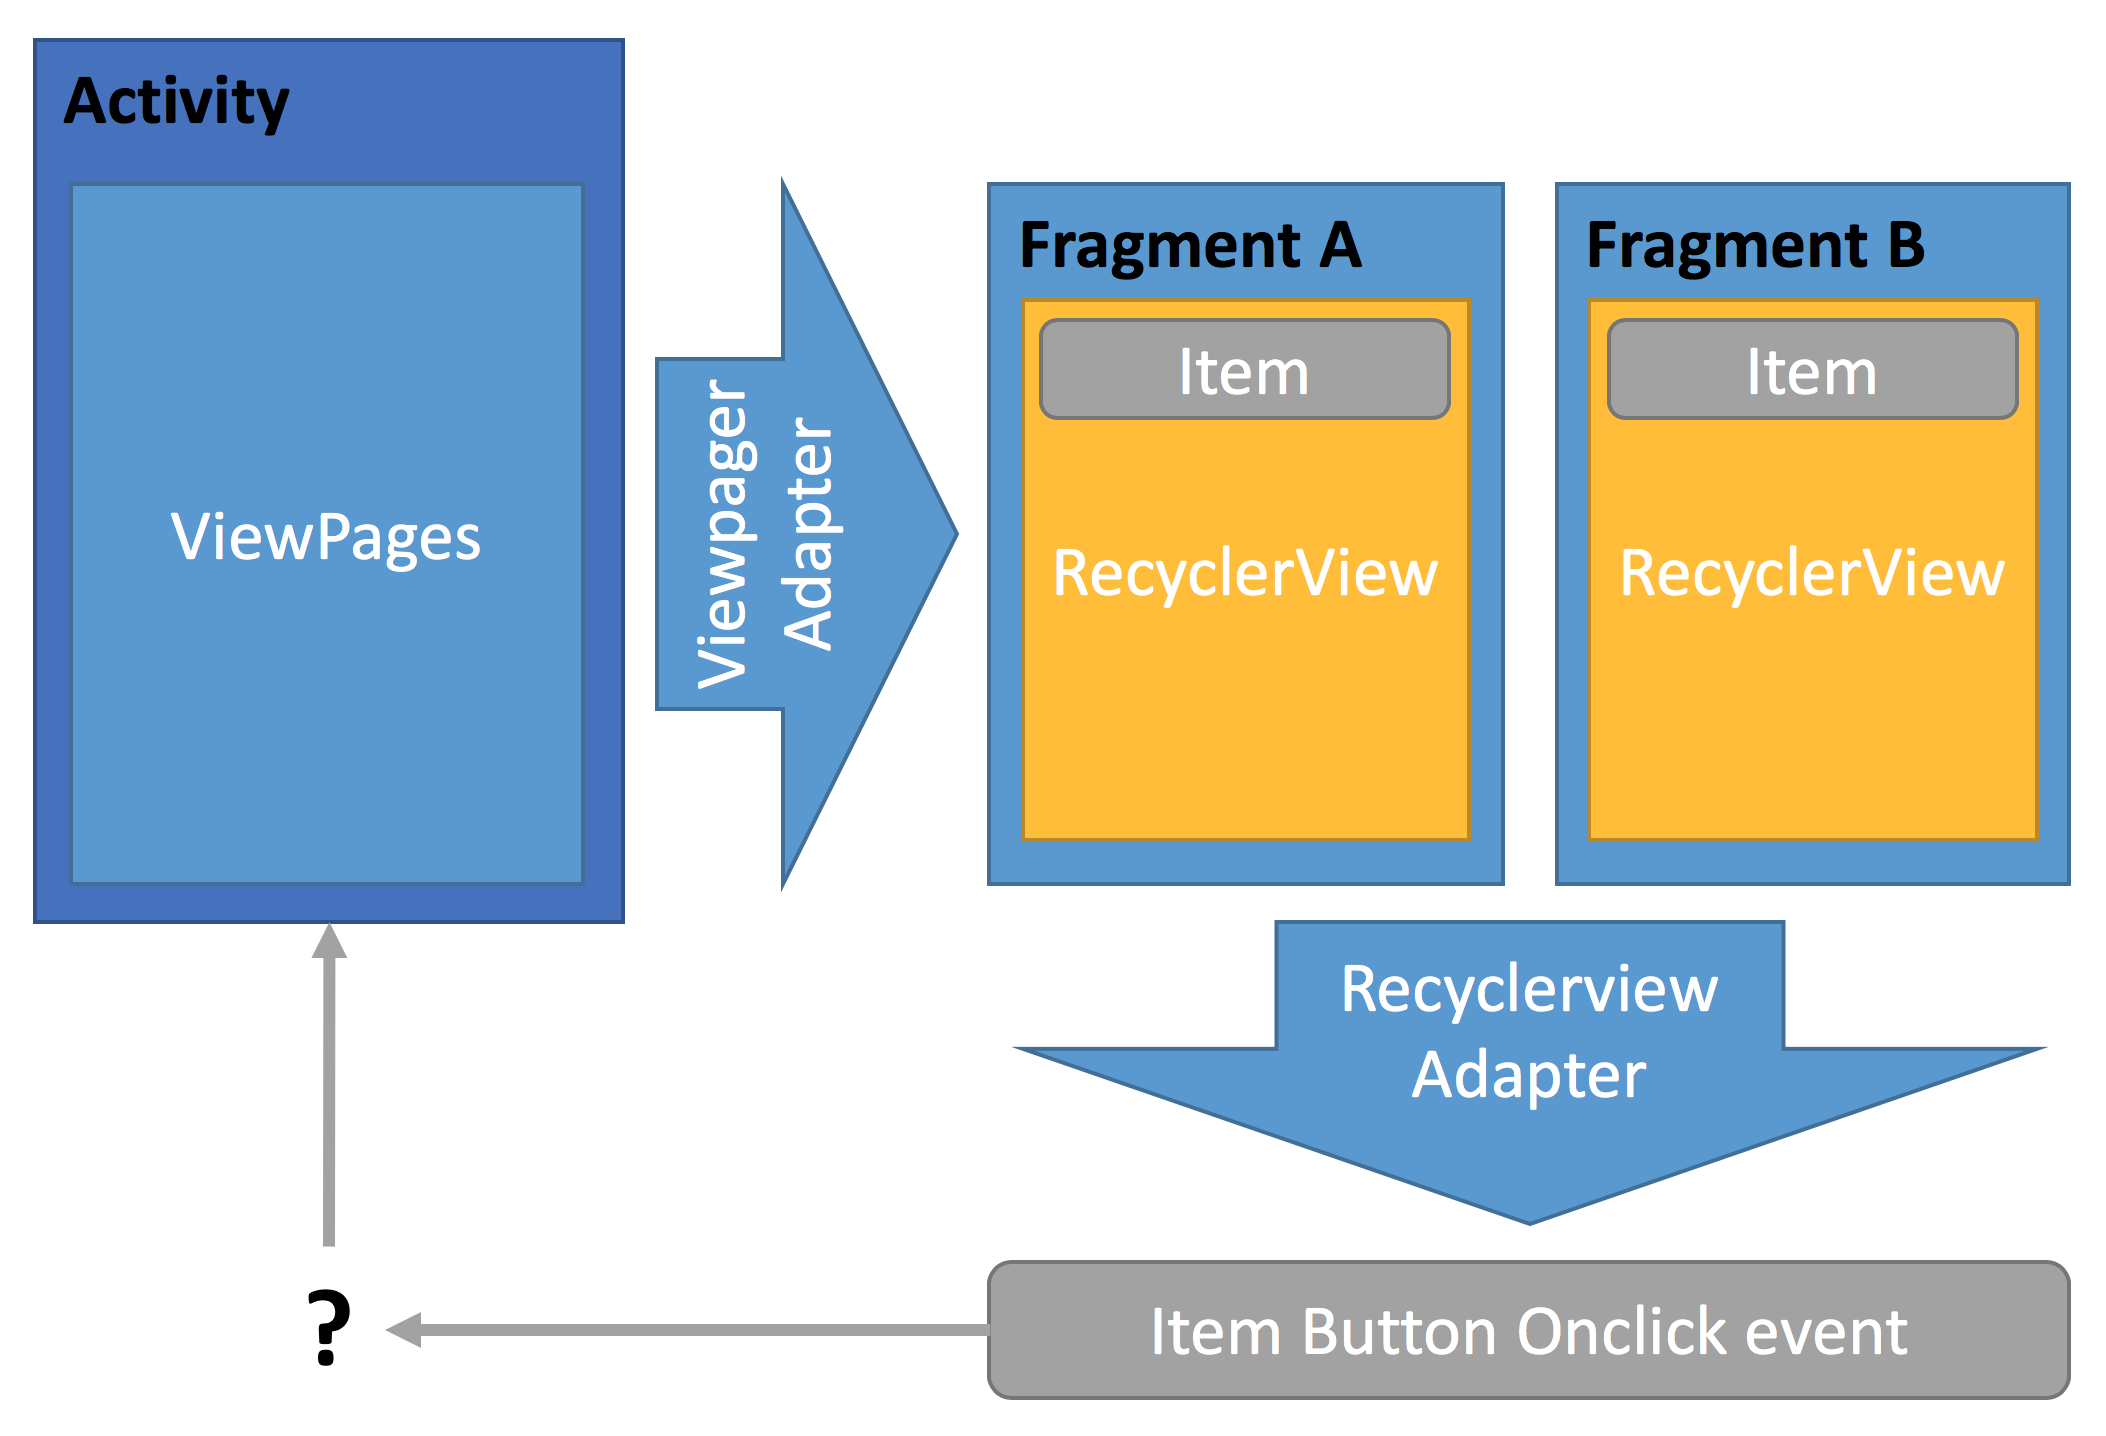 Activity
ViewPages
Viewpager
Adapter
Fragment A
Item
RecyclerView
Fragment B
Item
RecyclerView
Recyclerview
Adapter
Item Button Onclick event
?